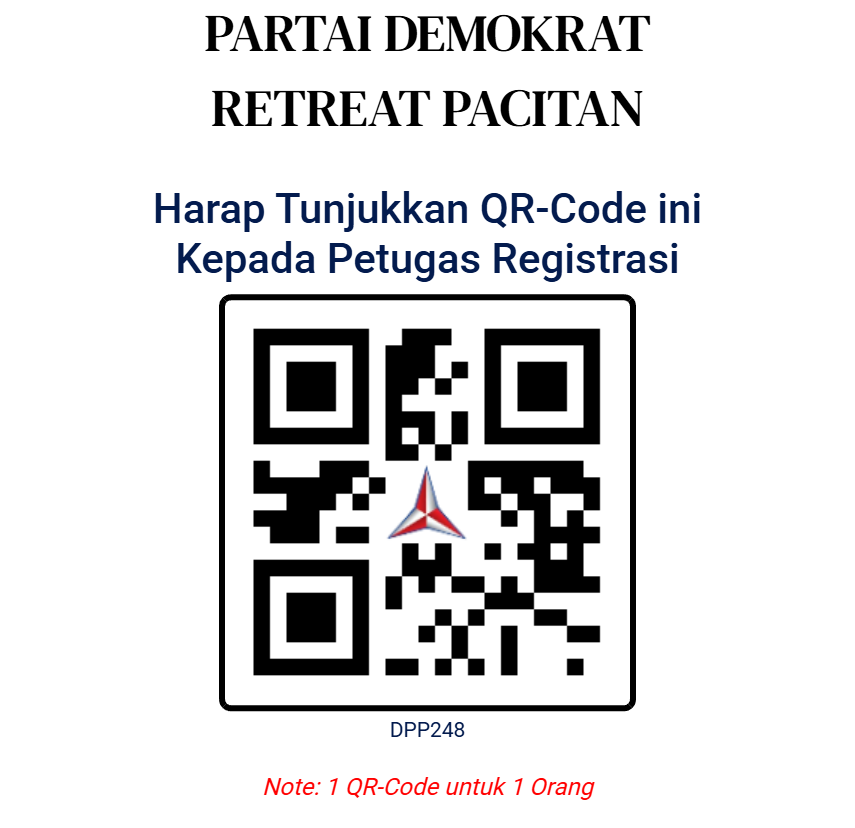 PARTAI DEMOKRAT
RETREAT PACITAN
Harap Tunjukkan QR-Code ini
Kepada Petugas Registrasi
DPP248
Note: 1 QR-Code untuk 1 Orang